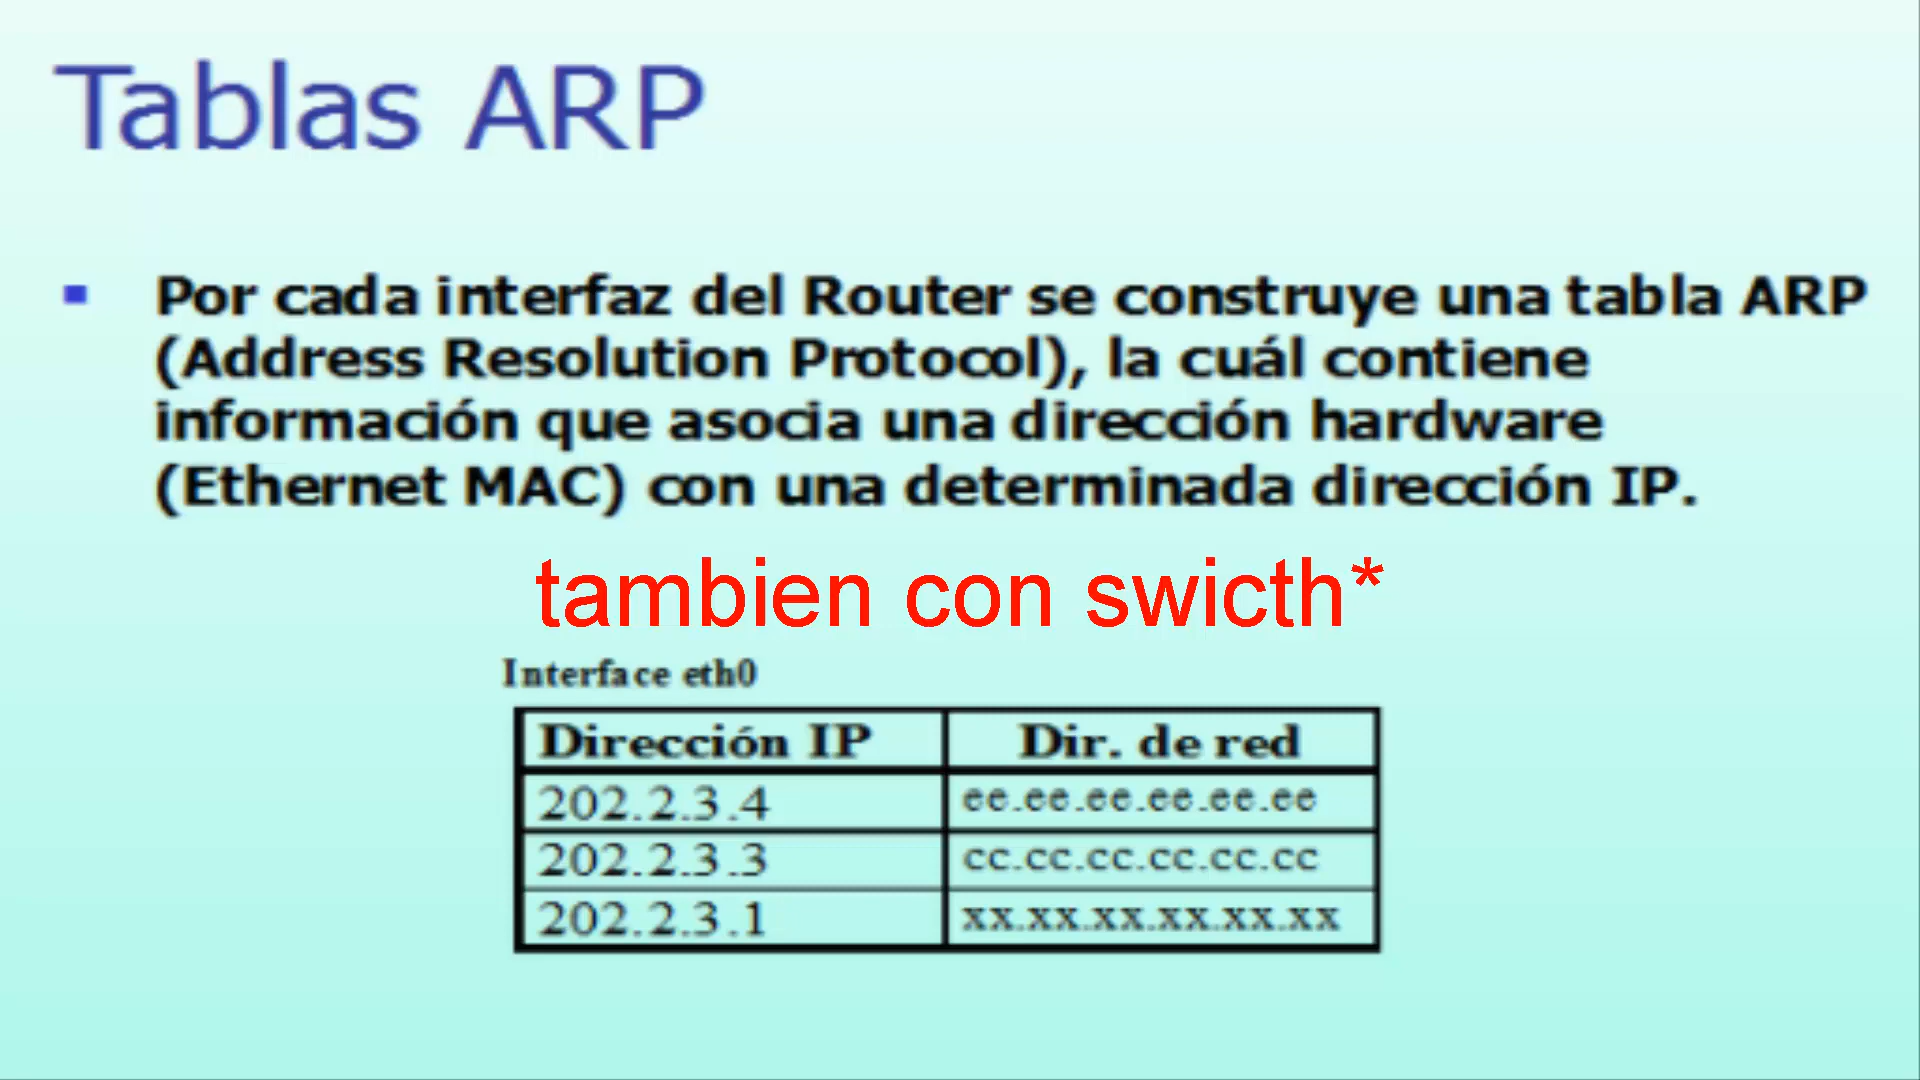 Tablas ARP
Por cada interfaz del Router se construye una tabla ARP
(Address Resolution Protocol), la cuál contiene
información que asocia una dirección hardware
(Ethernet MAC) con una determinada dirección IP.
tambien con swicth*
Interface eth0
Dirección IP Dir. de red
202.2.3.4 ee.ee.ee.ee.ee.ee
202.2.3.3 cc.cc.cc.cc.cc.cc
202.2.3.1 xx.xx.xx.xx.xx.xx